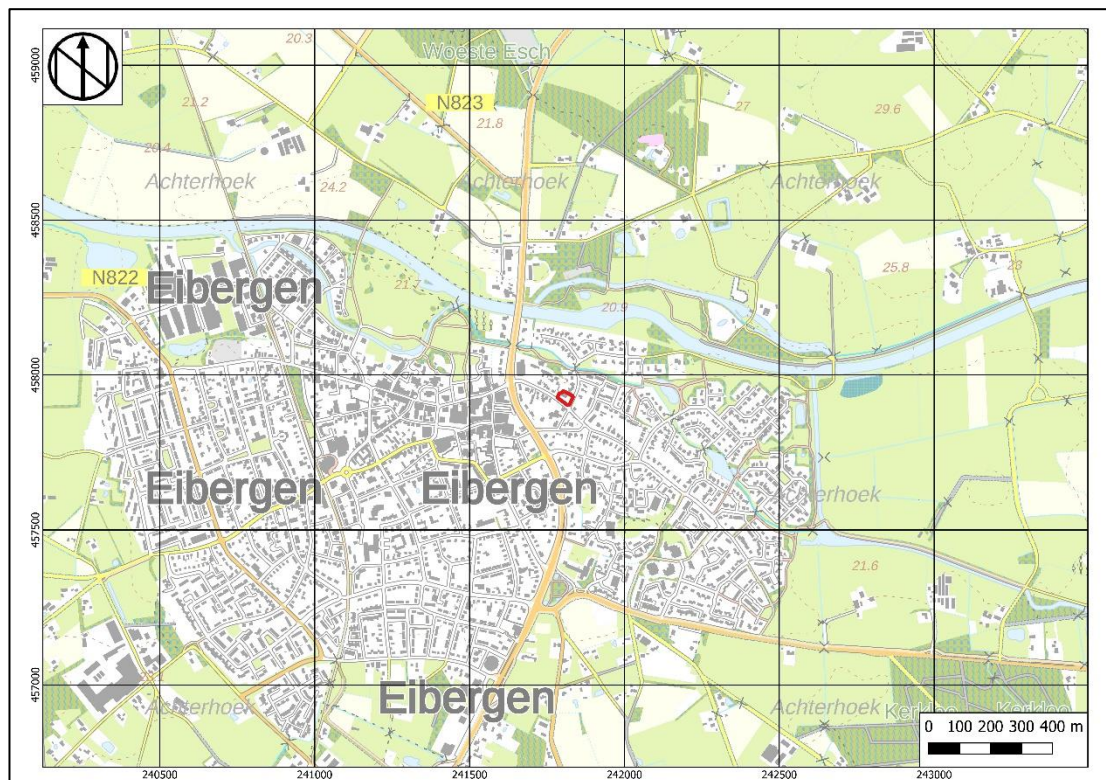 Woeste Esch
20.3
459000
N823
21.2
21.8
27
29.6
20.4
Achterhoek
Achterhoek
Achterhoek
24.2
458500
N822
Eibergen
21.7
20.9
25.8
23
458000
Eibergen
Eibergen
Achterhoek
457500
21.6
457000
Eibergen
Achterhoek
Achterhoek
Kerkloo
Kerkloo
0 100 200 300 400 m
240500 241000 241500 242000 242500 243000